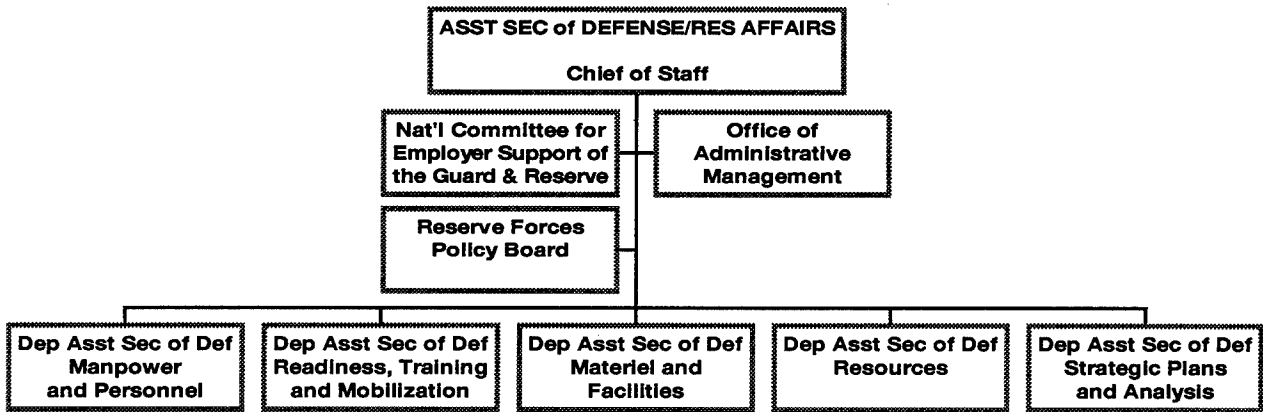 ASST SEC of DEFENSE/RES AFFAIRS
Chief of Staff
Nat'l Committee for
Employer Support of
the Guard & Reserve
Office of
Administrative
Management
Reserve Forces
Policy Board
Dep Asst Sec of Def
Manpower
and Personnel
Dep Asst Sec of Def
Readiness, Training
and Mobilization
Dep Asst Sec of Def
Materiel and
Facilities
Dep Asst Sec of Def
Resources
Dep Asst Sec of Def
Strategic Plans
and Analysis